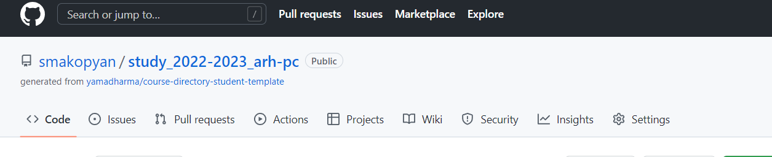 Search or jump to... / Pull requests Issues Marketplace Explore
smakopyan / study_2022-2023_arh-pc Public
generated from yamadharma/course-directory-student-template
Code Issues Pull requests Actions Projects Wiki Security Insights Settings